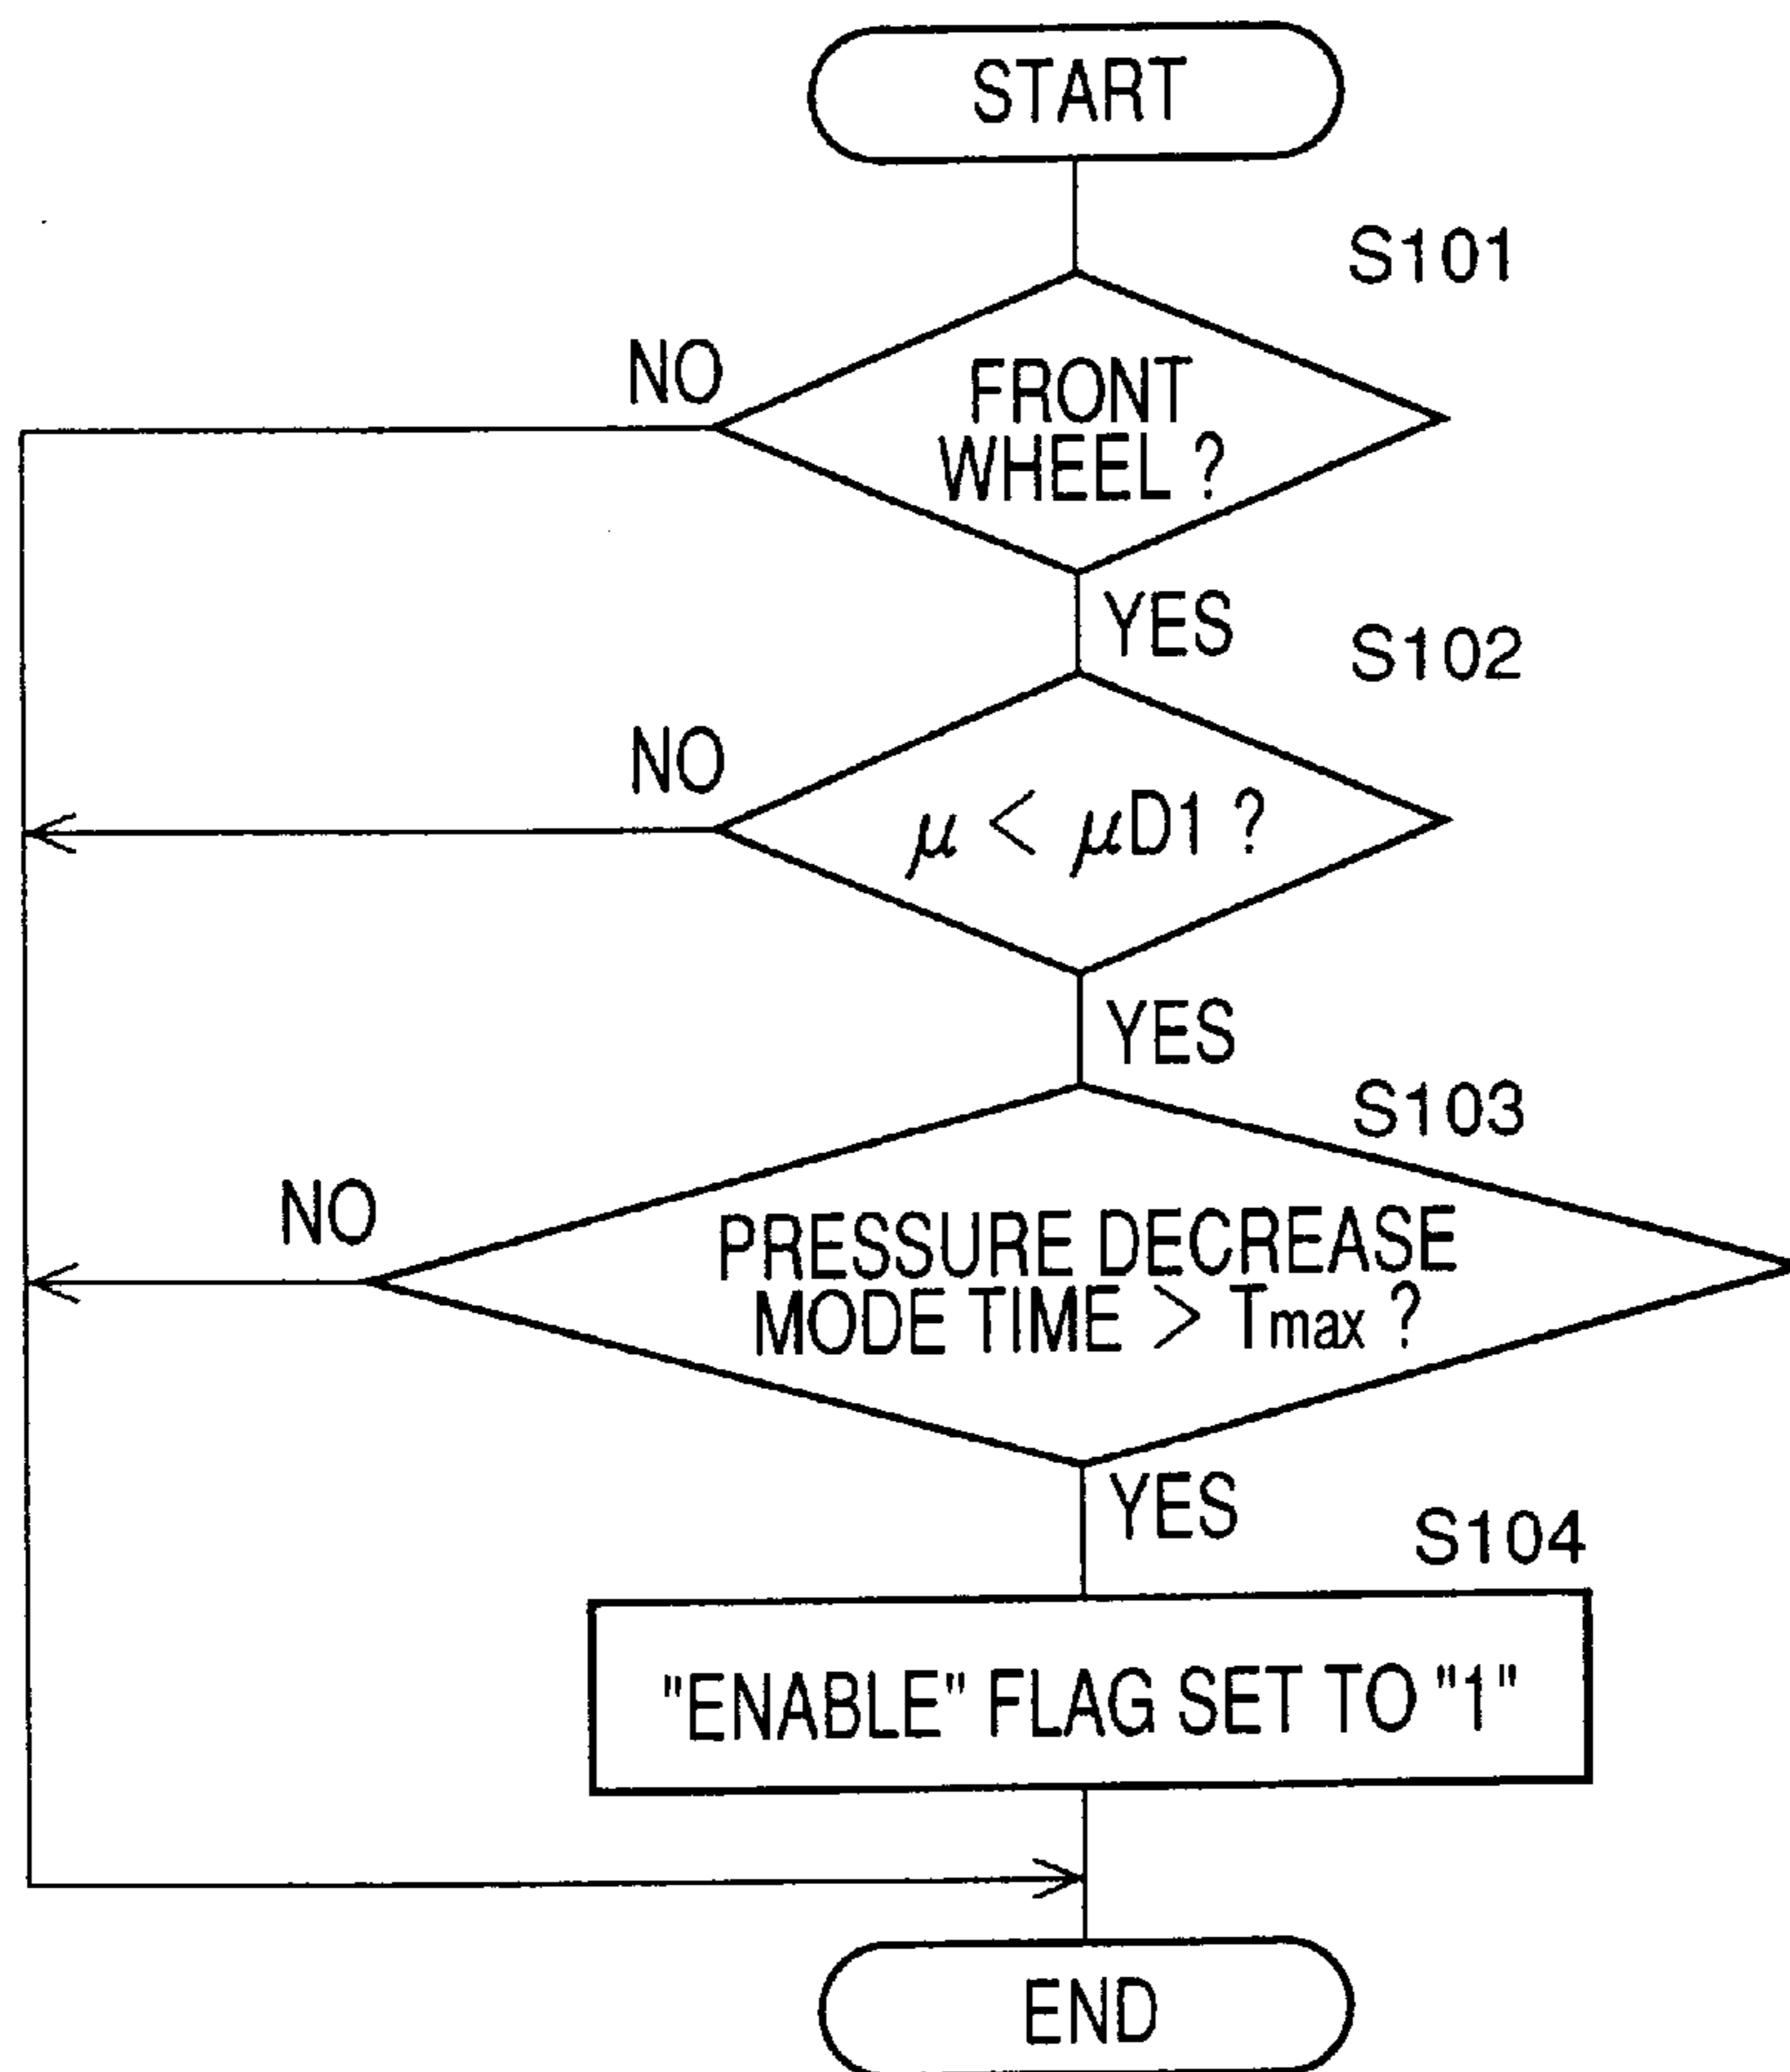 START
S101
NO
FRONT
WHEEL ?
YES
S102
NO
μ < μD1 ?
YES
S103
NO
PRESSURE DECREASE
MODE TIME > Tmax ?
YES
S104
"ENABLE" FLAG SET TO "1"
END